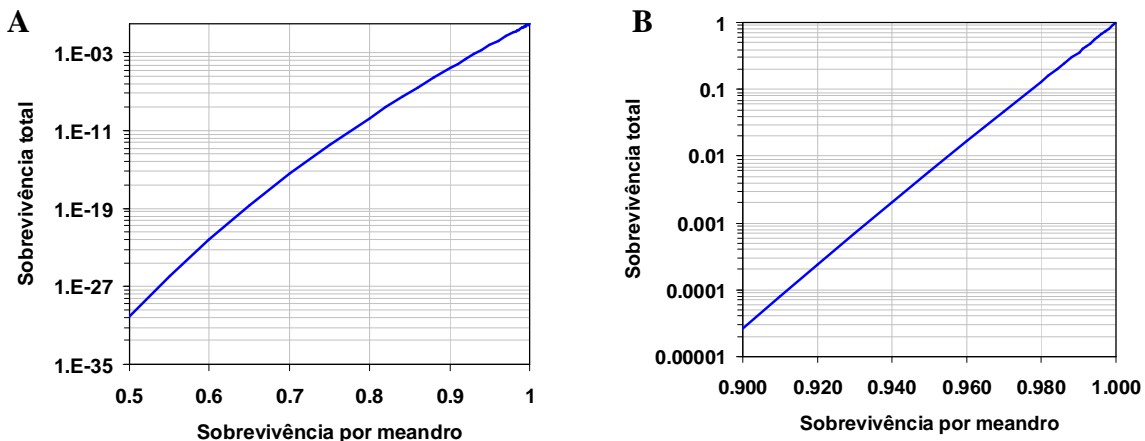 A
Sobrevivência total
1.E-03
1.E-11
1.E-19
1.E-27
1.E-35
0.5 0.6 0.7 0.8 0.9 1
Sobrevivência por meandro
B
Sobrevivência total
1
0.1
0.01
0.001
0.0001
0.00001
0.900 0.920 0.940 0.960 0.980 1.000
Sobrevivência por meandro